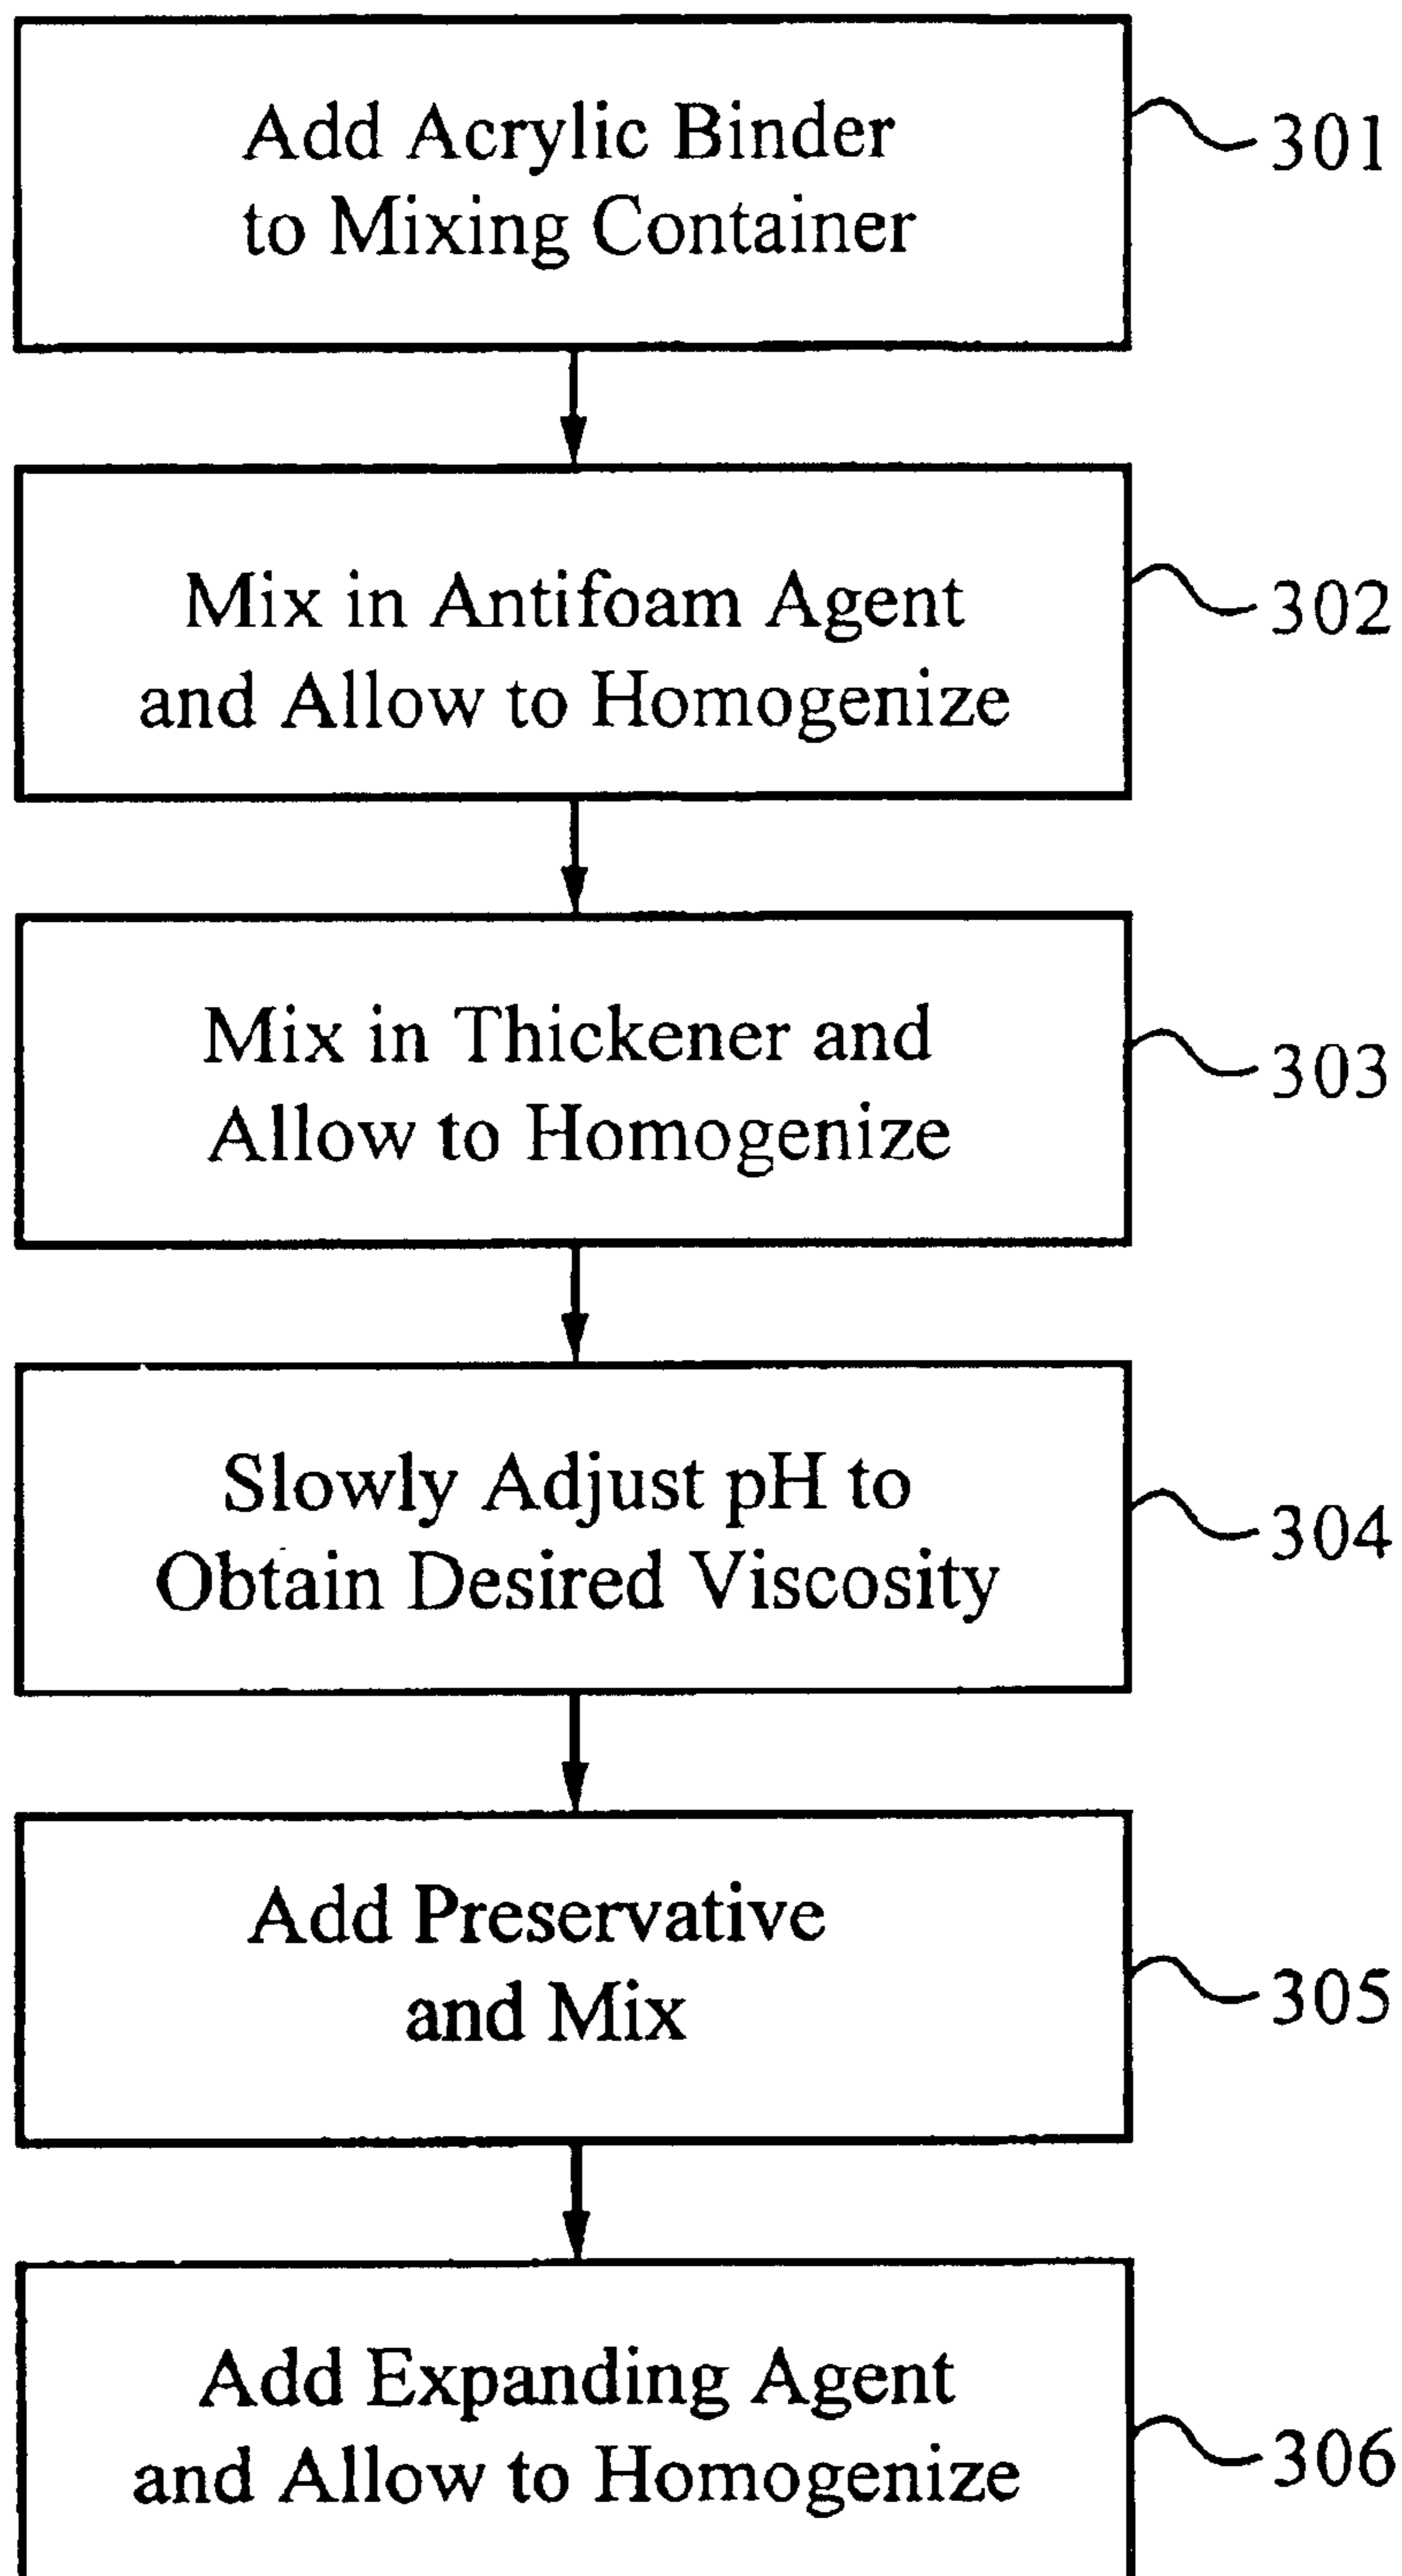 Add Acrylic Binder
to Mixing Container
301
Mix in Antifoam Agent
and Allow to Homogenize
302
Mix in Thickener and
Allow to Homogenize
303
Slowly Adjust pH to
Obtain Desired Viscosity
304
Add Preservative
and Mix
305
Add Expanding Agent
and Allow to Homogenize
306